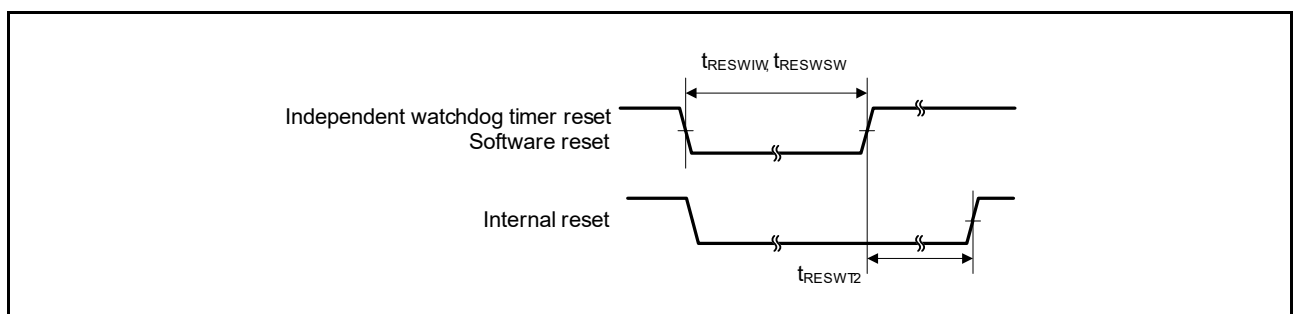 tRESWIW, tRESWSW
Independent watchdog timer reset
Software reset
Internal reset
tRESWT2